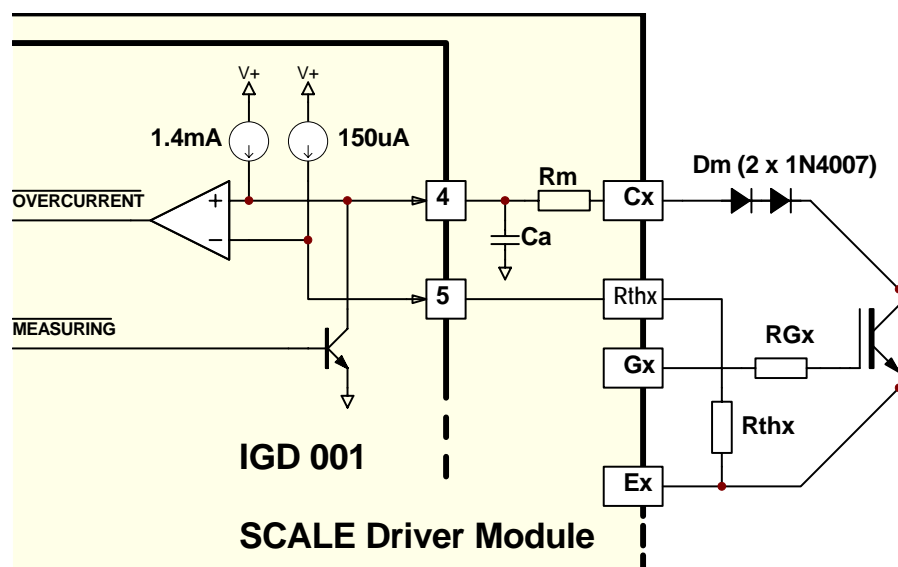 V+ V+
1.4mA 150uA
Dm (2 x 1N4007)
OVERCURRENT
+
−
4
Rm
Cx
Ca
5
Rthx
MEASURING
RGx
Gx
Rthx
IGD 001
Ex
SCALE Driver Module